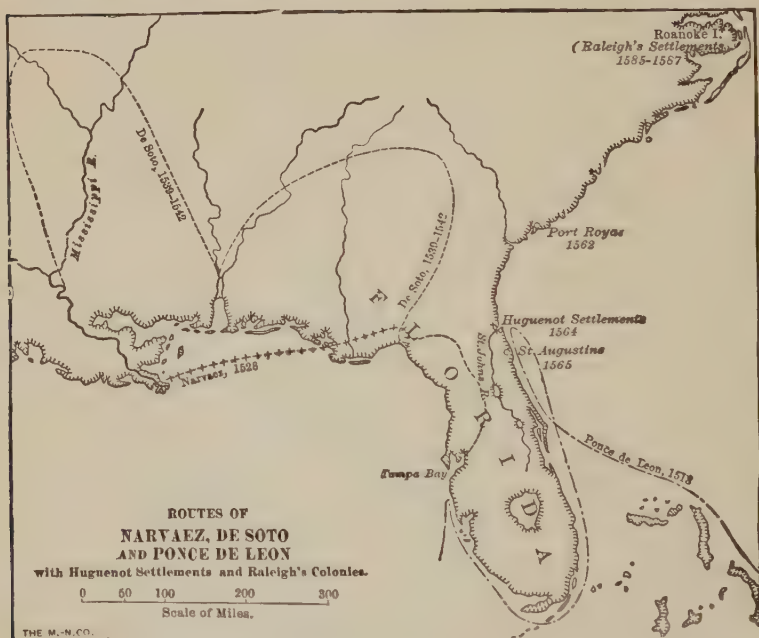 Roanoke I.
(Raleigh's Settlements
1585-1587
De Soto, 1539-1542
Mississippi R.
De Soto, 1539-1542
Port Royas
1562
Huguenot Settlements
1564
St. Augustine
1565
St. Johns R.
Narvaez, 1528
FLORIDA
Ponce de Leon, 1513
Tampa Bay
ROUTES OF
NARVAEZ, DE SOTO
AND PONCE DE LEON
with Huguenot Settlements and Raleigh's Colonies.
0 50 100 200 300
Scale of Miles.
THE M.-N.CO.